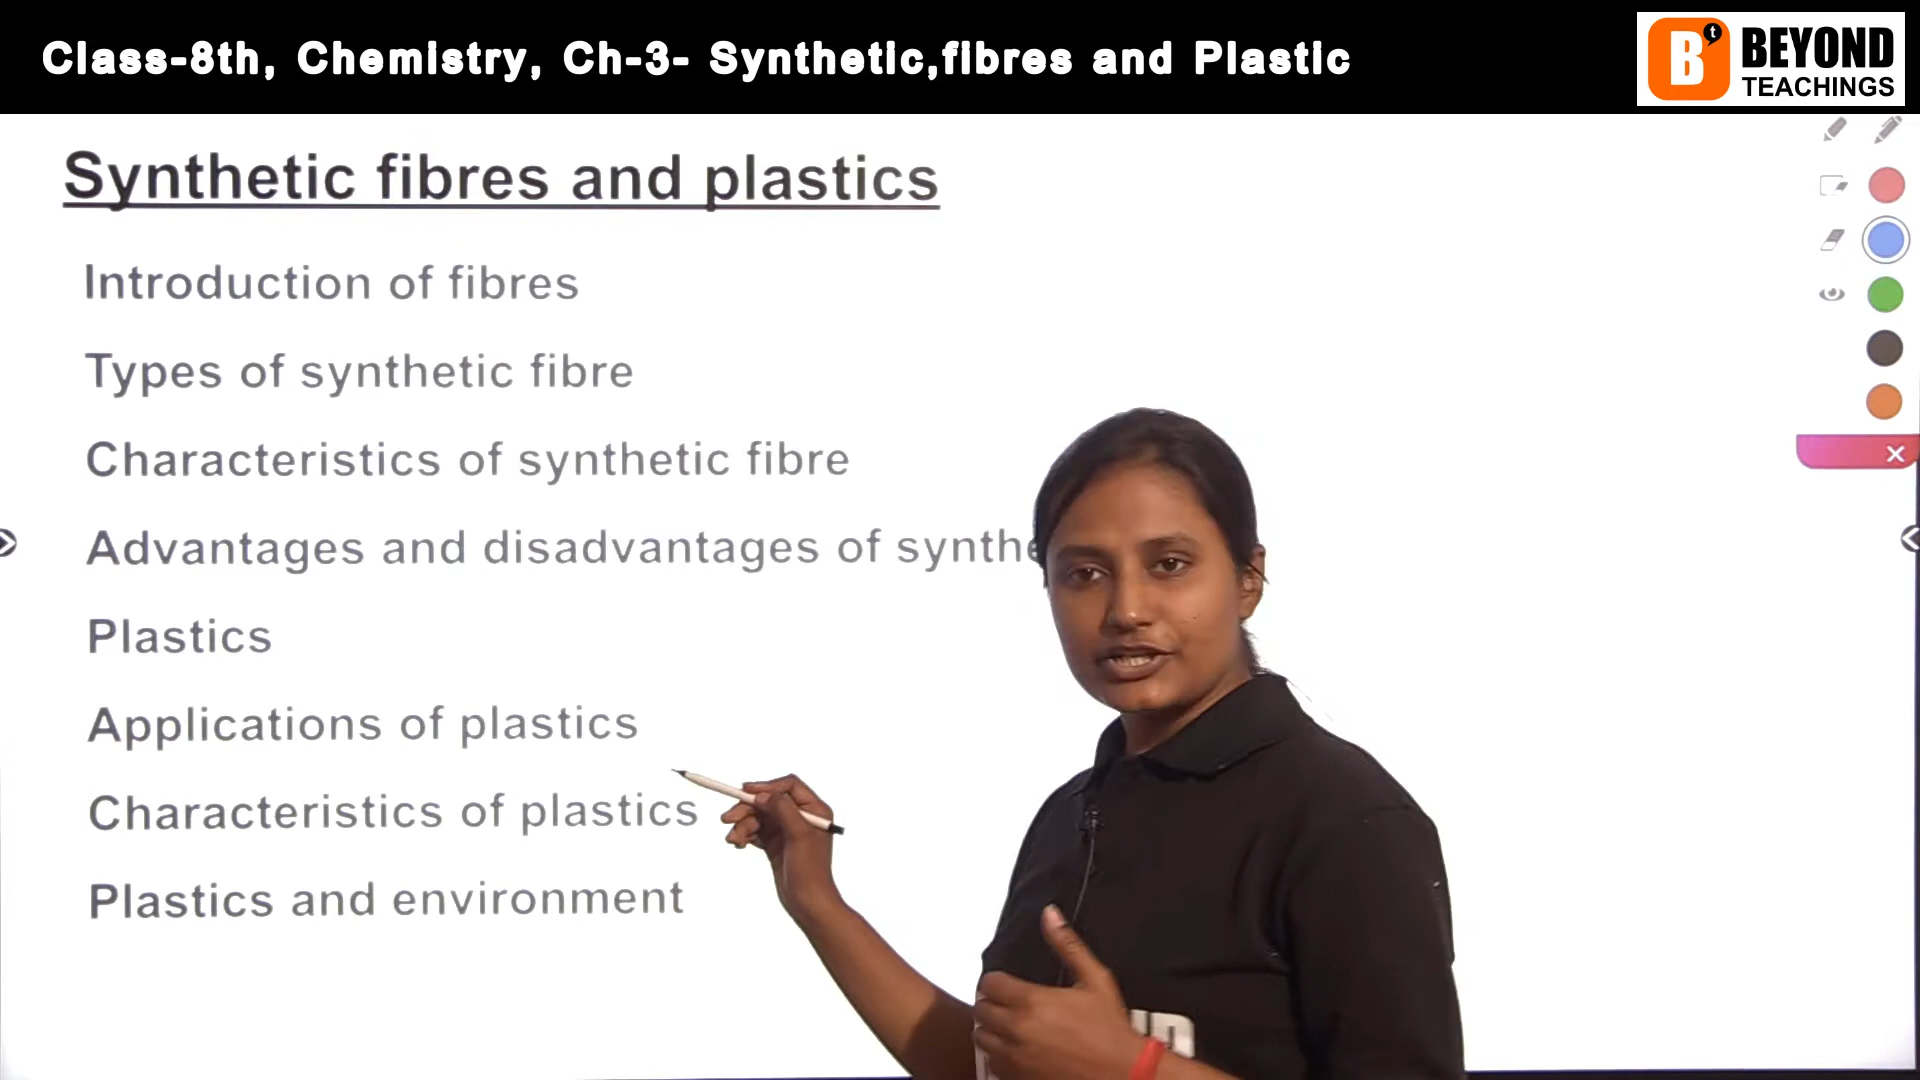 Class-8th, Chemistry, Ch-3- Synthetic,fibres and Plastic
Bt BEYOND
TEACHINGS
Synthetic fibres and plastics
Introduction of fibres
Types of synthetic fibre
Characteristics of synthetic fibre
Advantages and disadvantages of
Plastics
Applications of plastics
Characteristics of plastics
Plastics and environment